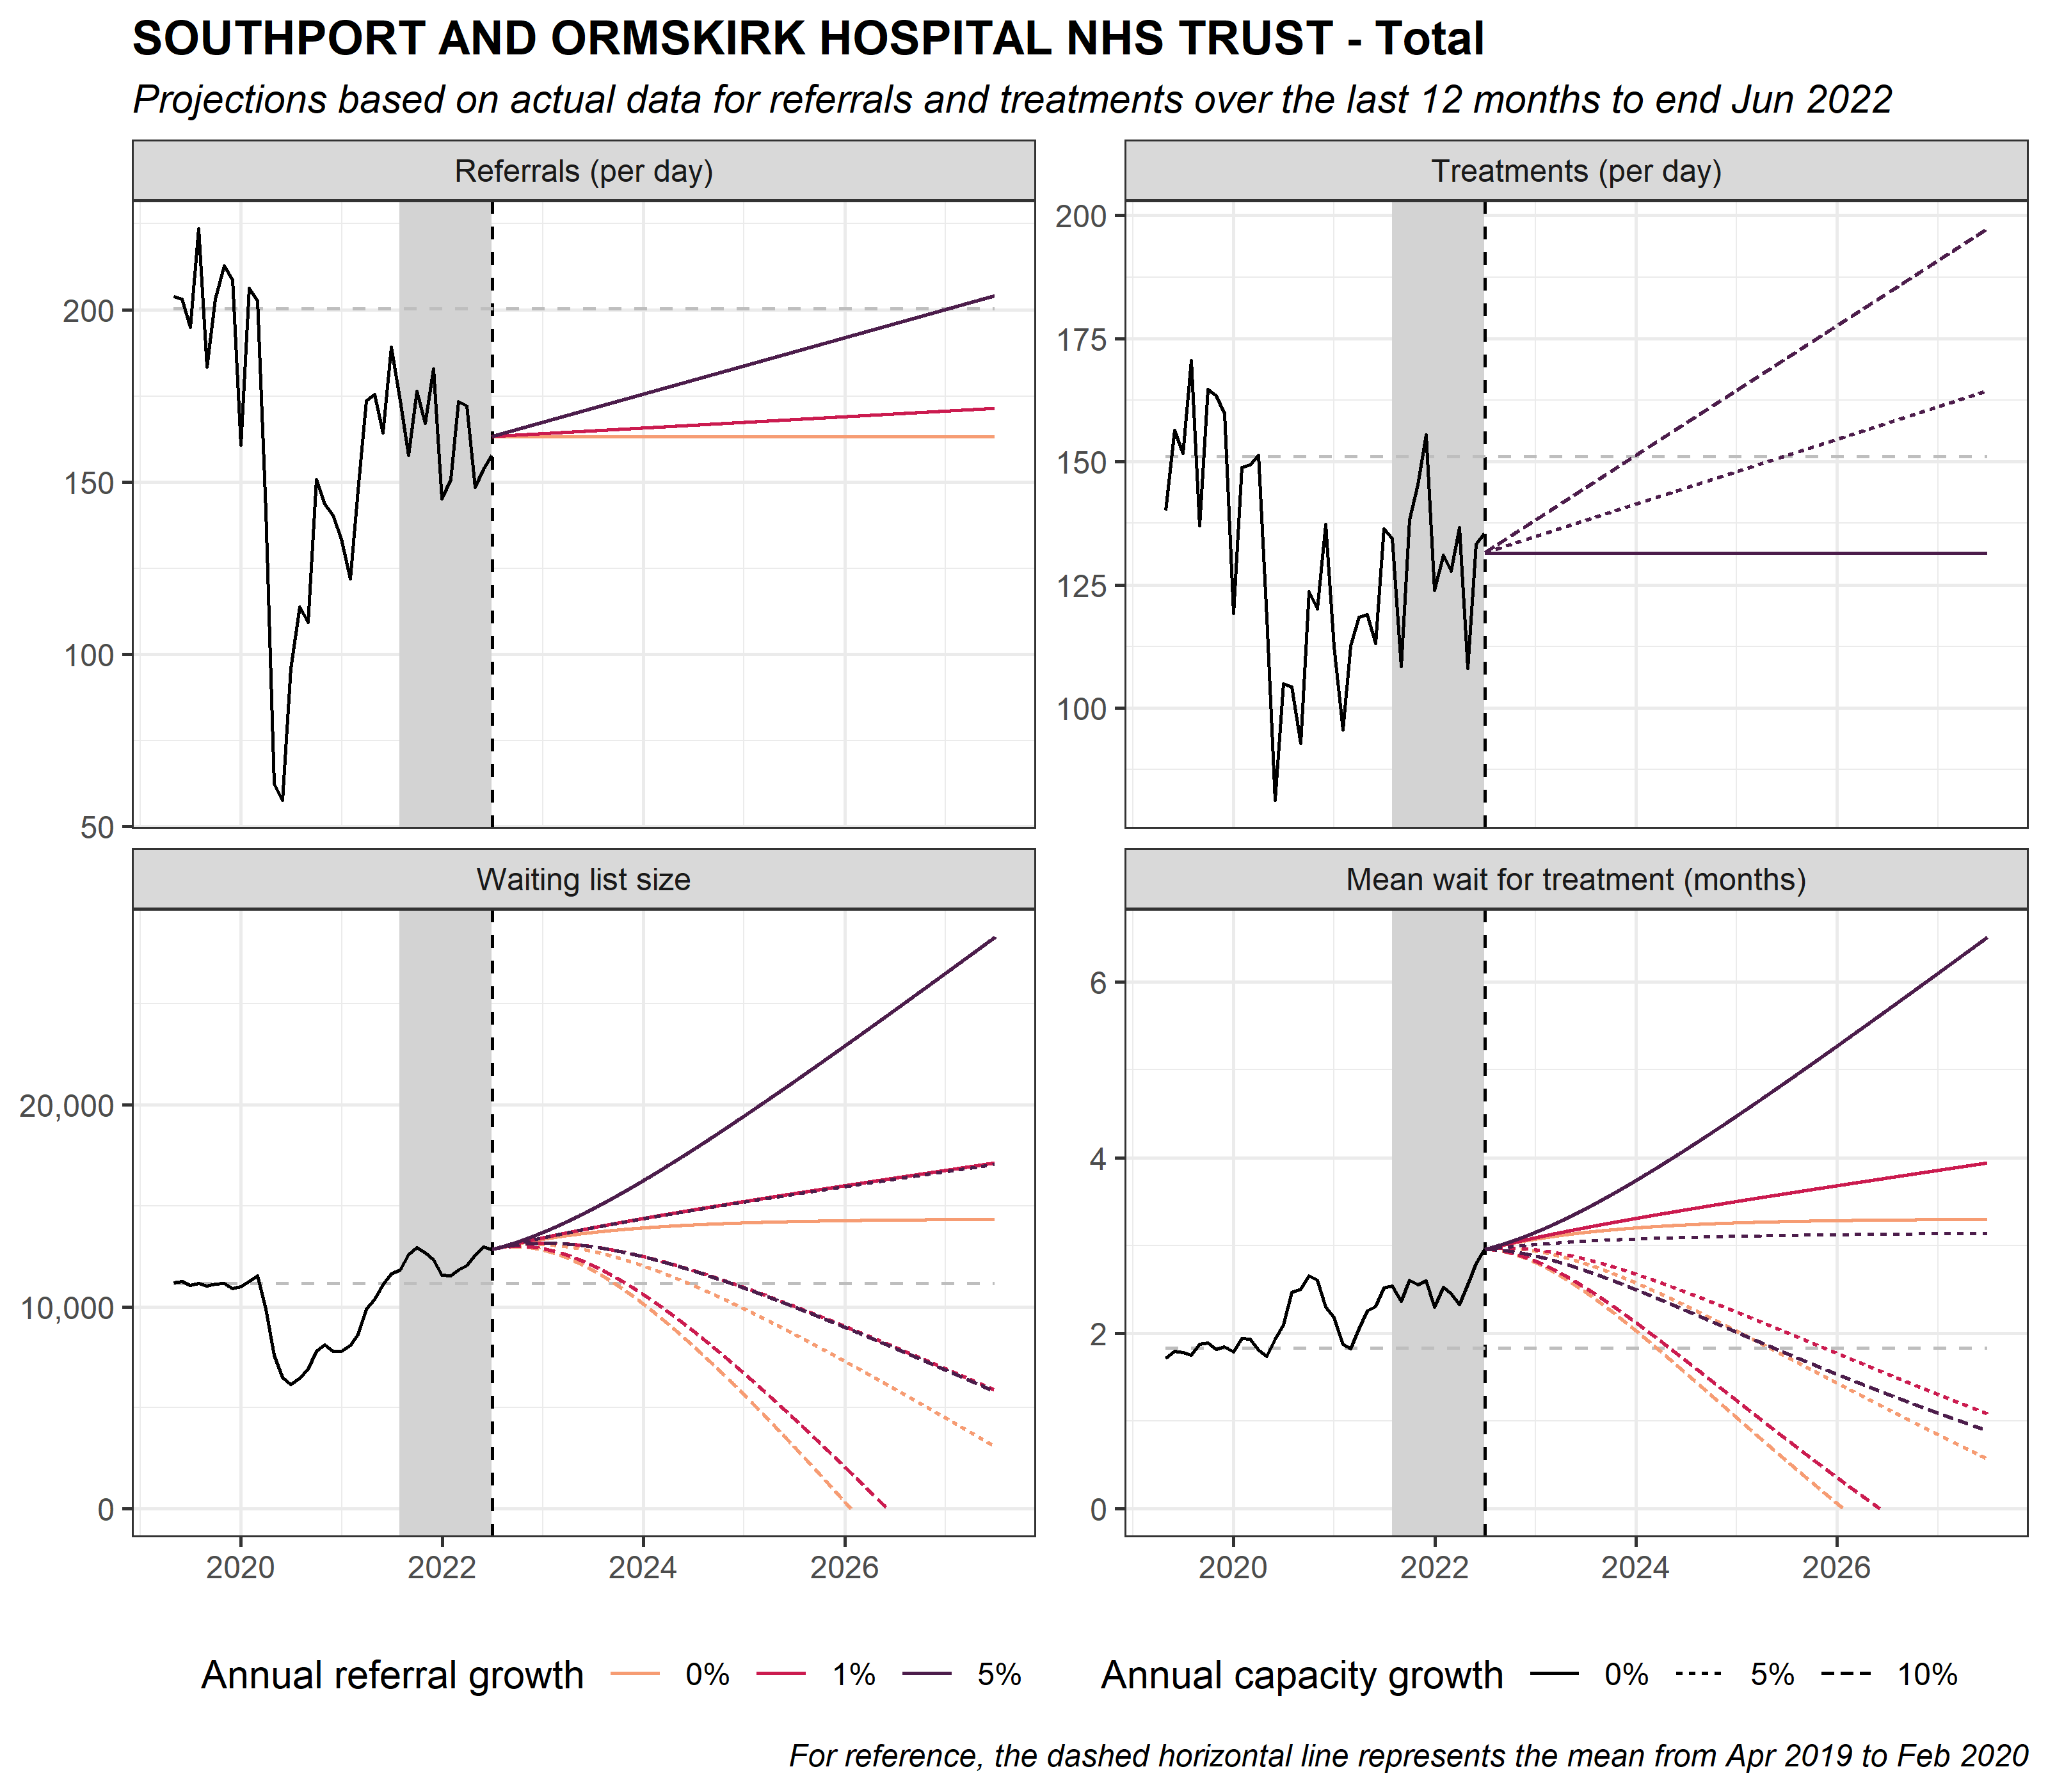 SOUTHPORT AND ORMSKIRK HOSPITAL NHS TRUST - Total
Projections based on actual data for referrals and treatments over the last 12 months to end Jun 2022
Referrals (per day)
200
150
100
50
Treatments (per day)
200
175
150
125
100
Waiting list size
20,000
10,000
0
2020 2022 2024 2026
Mean wait for treatment (months)
6
4
2
0
2020 2022 2024 2026
Annual referral growth 0% 1% 5%
Annual capacity growth 0% 5% 10%
For reference, the dashed horizontal line represents the mean from Apr 2019 to Feb 2020